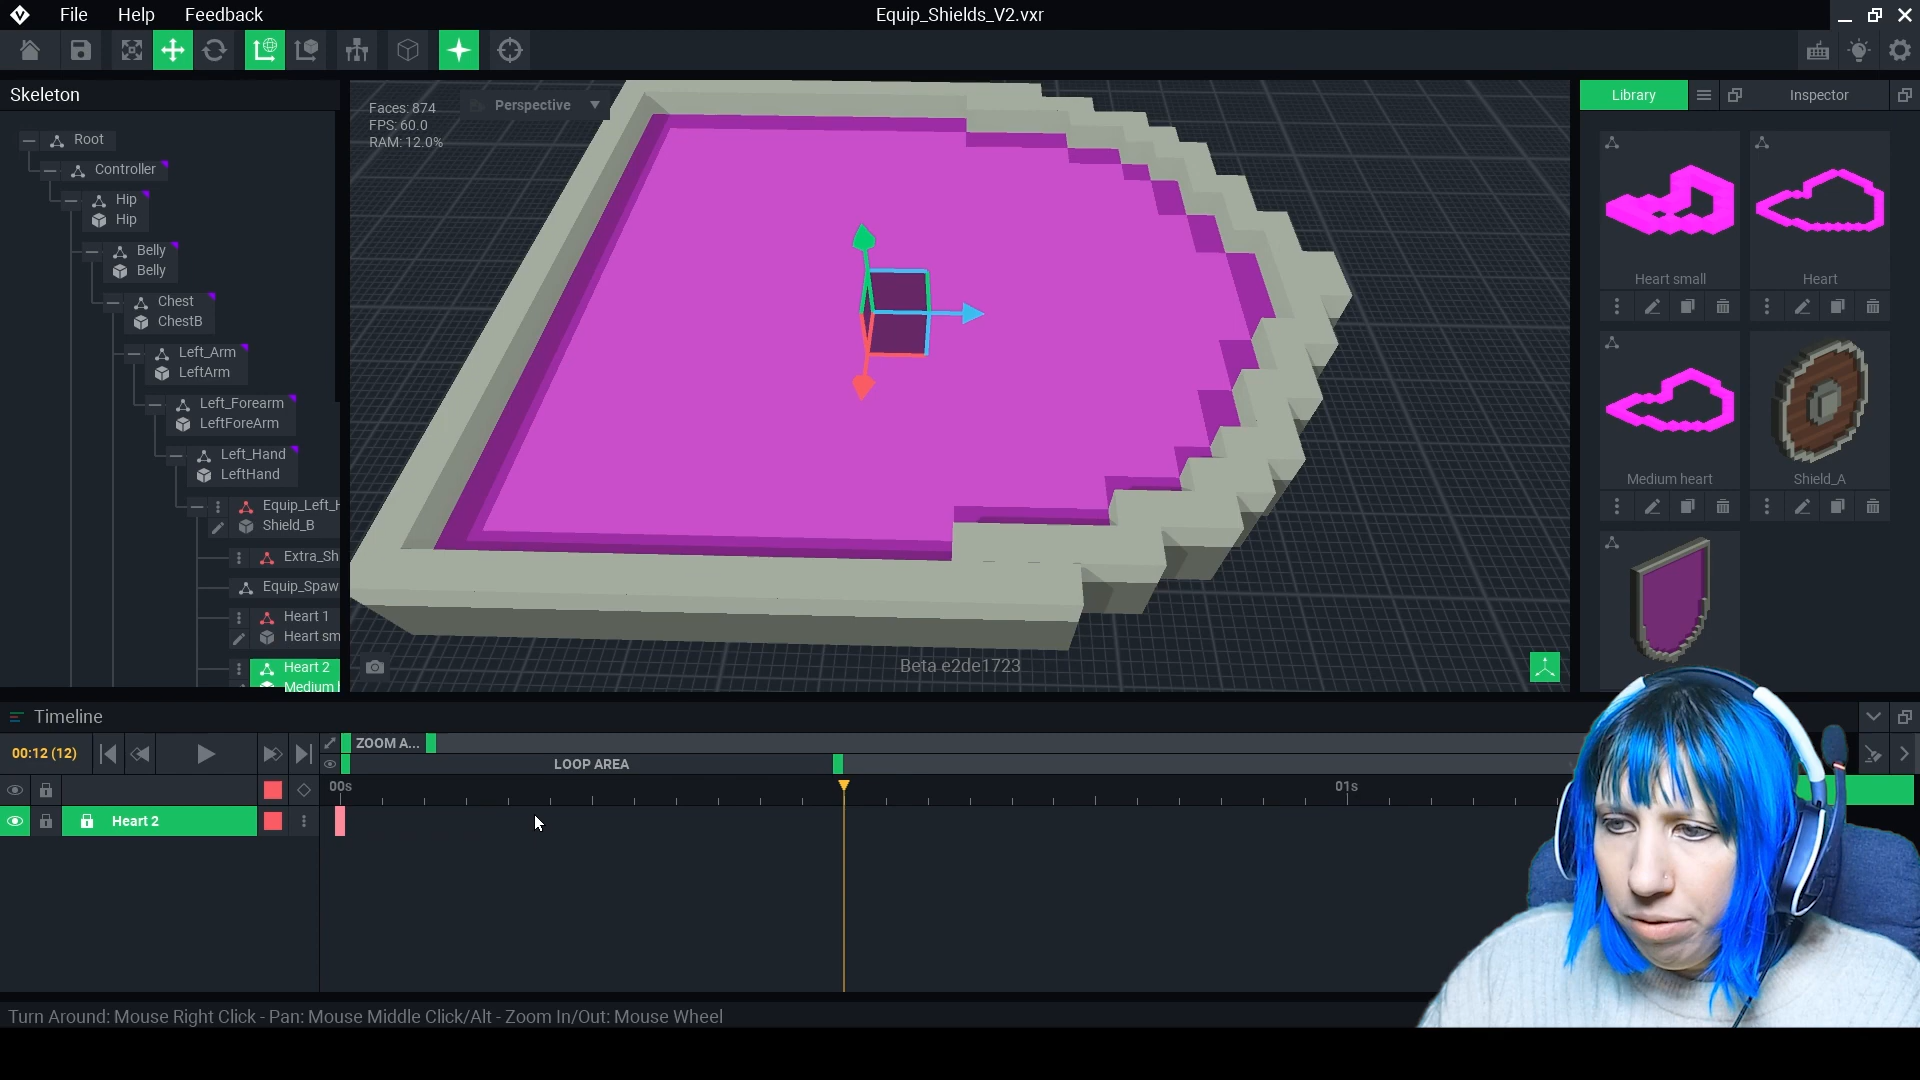 File Help Feedback
Equip_Shields_V2.vxr
Skeleton
Root
Controller
Hip
Hip
Belly
Belly
Chest
ChestB
Left_Arm
LeftArm
Left_Forearm
LeftForeArm
Left_Hand
LeftHand
Equip_Left_H
Shield_B
Extra_Sh
Equip_Spaw
Heart 1
Heart sm
Heart 2
Medium h
Faces: 874
FPS: 60.0
RAM: 12.0%
Perspective
Beta e2de1723
Library
Inspector
Heart small
Heart
Medium heart
Shield_A
Timeline
00:12 (12)
ZOOM A...
LOOP AREA
00s
01s
Heart 2
Turn Around: Mouse Right Click - Pan: Mouse Middle Click/Alt - Zoom In/Out: Mouse Wheel